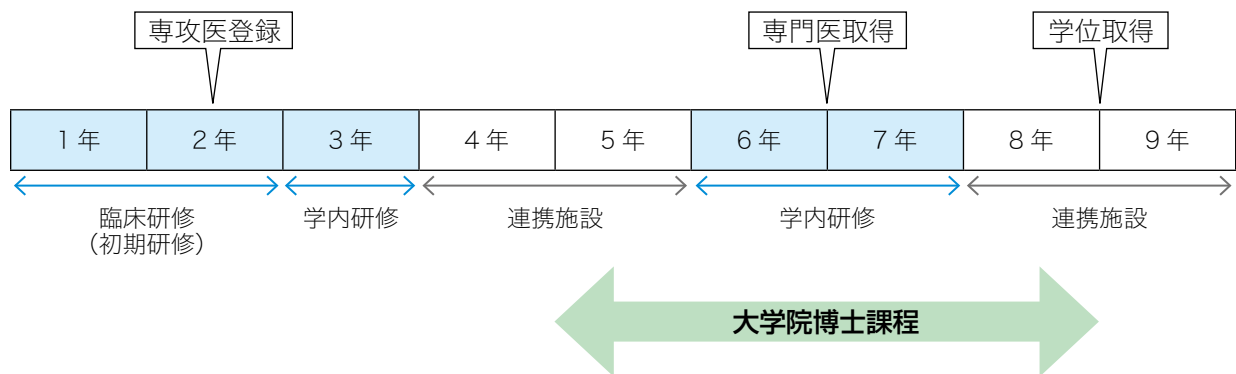 専攻医登録
専門医取得
学位取得
1年
2年
3年
4年
5年
6年
7年
8年
9年
臨床研修
(初期研修)
学内研修
連携施設
学内研修
連携施設
大学院博士課程